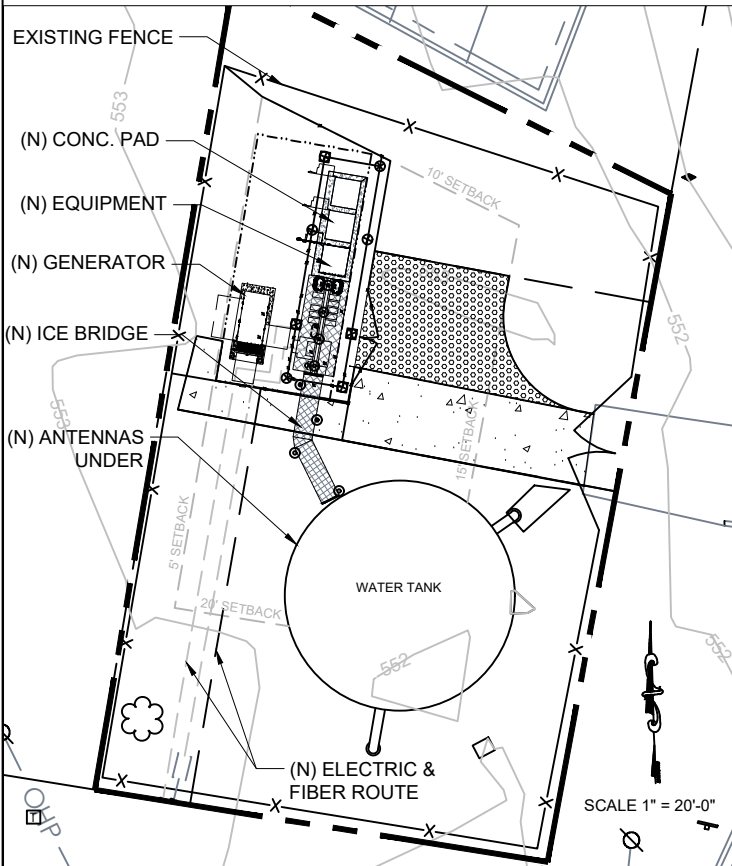 EXISTING FENCE
553
(N) CONC. PAD
10' SETBACK
(N) EQUIPMENT
(N) GENERATOR
(N) ICE BRIDGE
552
553
(N) ANTENNAS
UNDER
15' SETBACK
5' SETBACK
WATER TANK
20' SETBACK
552
552
(N) ELECTRIC &
FIBER ROUTE
SCALE 1" = 20'-0"
OHP
T